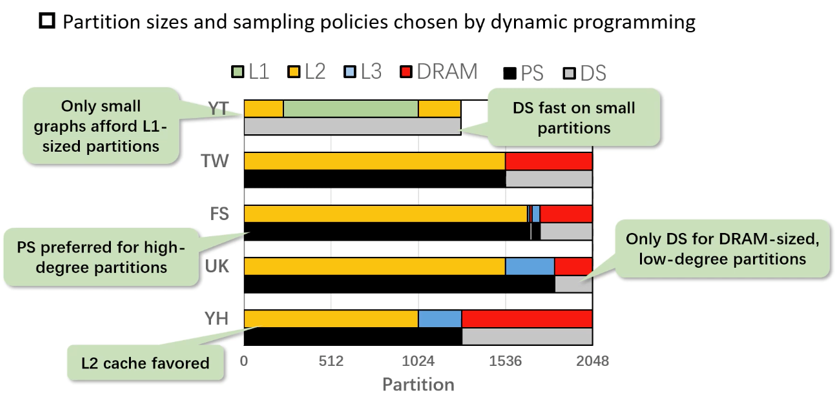 Partition sizes and sampling policies chosen by dynamic programming
L1 L2 L3 DRAM PS DS
Only small
graphs afford L1-
sized partitions
YT
DS fast on small
partitions
TW
FS
PS preferred for high-
degree partitions
Only DS for DRAM-sized,
low-degree partitions
UK
YH
L2 cache favored
0 512 1024 1536 2048
Partition